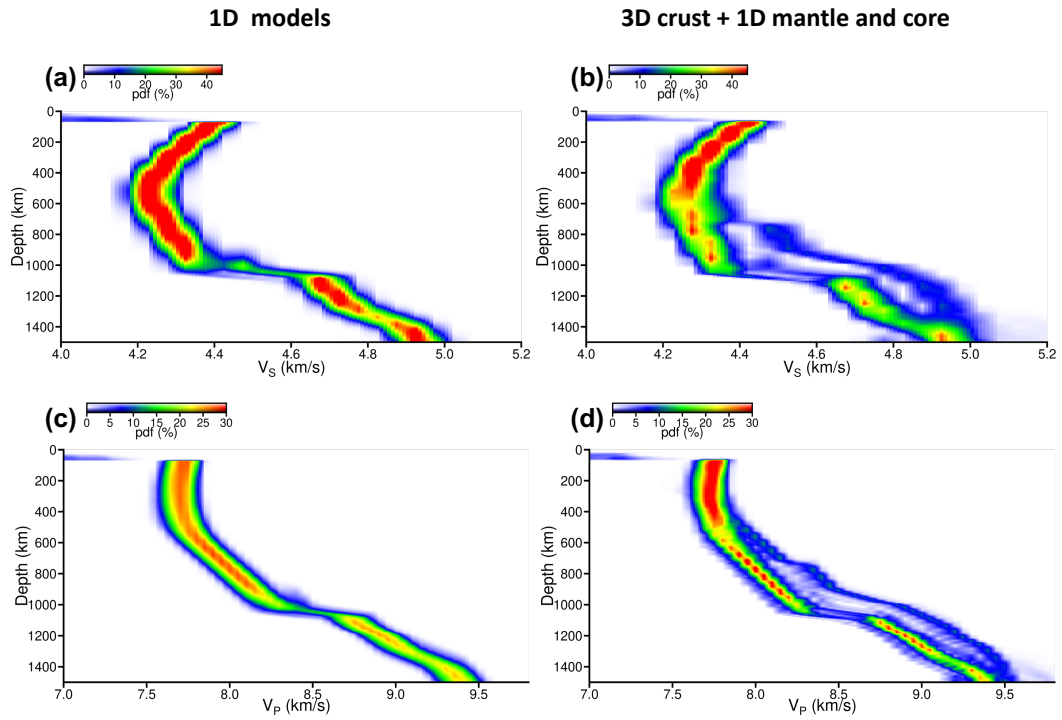 1D models
3D crust + 1D mantle and core
(a)
0 10 20 30 40
pdf (%)
(b)
0 10 20 30 40
pdf (%)
0
200
400
600
800
1000
1200
1400
Depth (km)
4.0 4.2 4.4 4.6 4.8 5.0 5.2
VS (km/s)
0
200
400
600
800
1000
1200
1400
Depth (km)
4.0 4.2 4.4 4.6 4.8 5.0 5.2
VS (km/s)
(c)
0 5 10 15 20 25 30
pdf (%)
(d)
0 5 10 15 20 25 30
pdf (%)
0
200
400
600
800
1000
1200
1400
Depth (km)
7.0 7.5 8.0 8.5 9.0 9.5
VP (km/s)
0
200
400
600
800
1000
1200
1400
Depth (km)
7.0 7.5 8.0 8.5 9.0 9.5
VP (km/s)